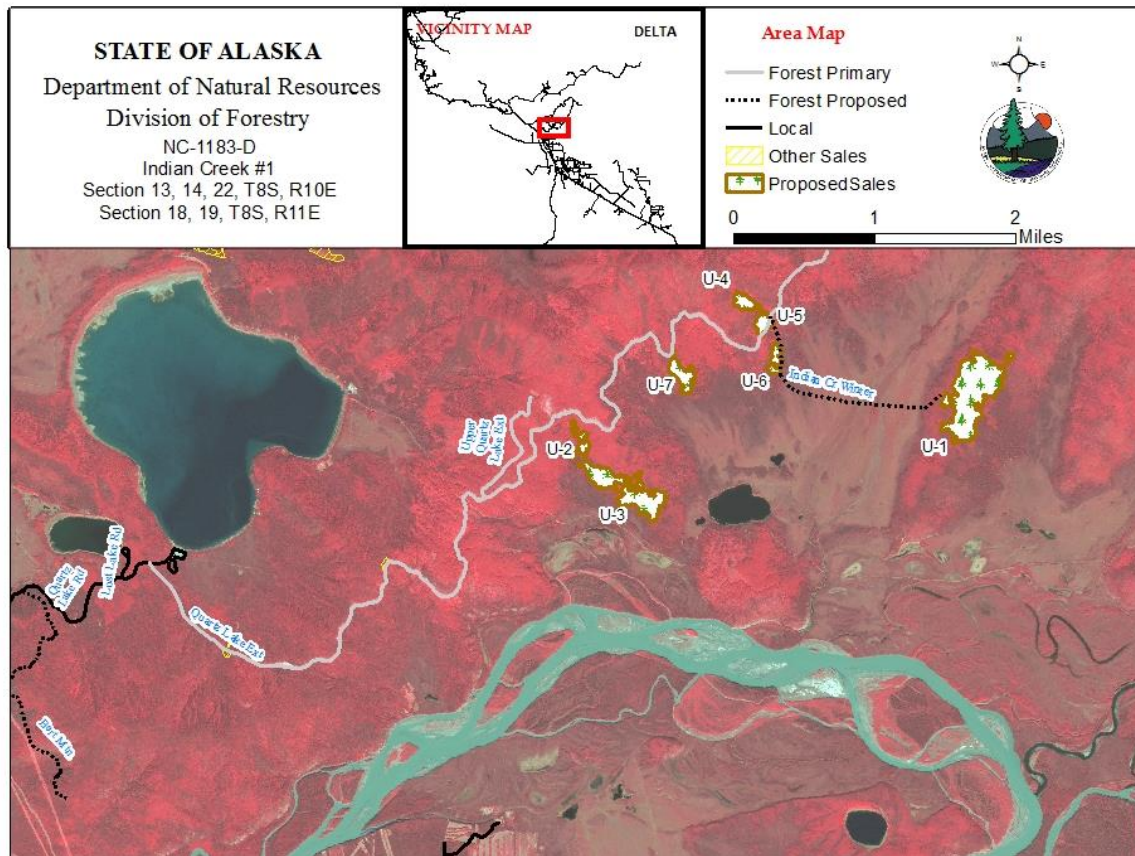 STATE OF ALASKA
Department of Natural Resources
Division of Forestry
NC-1183-D
Indian Creek #1
Section 13, 14, 22, T8S, R10E
Section 18, 19, T8S, R11E
VICINITY MAP
DELTA
Area Map
Forest Primary
Forest Proposed
Local
Other Sales
Proposed Sales
N
W
E
S
0
1
2
Miles
U-4
U-5
U-6
U-7
Indian Cr Winter
U-1
Upper
Quartz
Lake Ext
U-2
U-3
Quartz
Lake Rd
Lost Lake Rd
Quartz Lake Ext